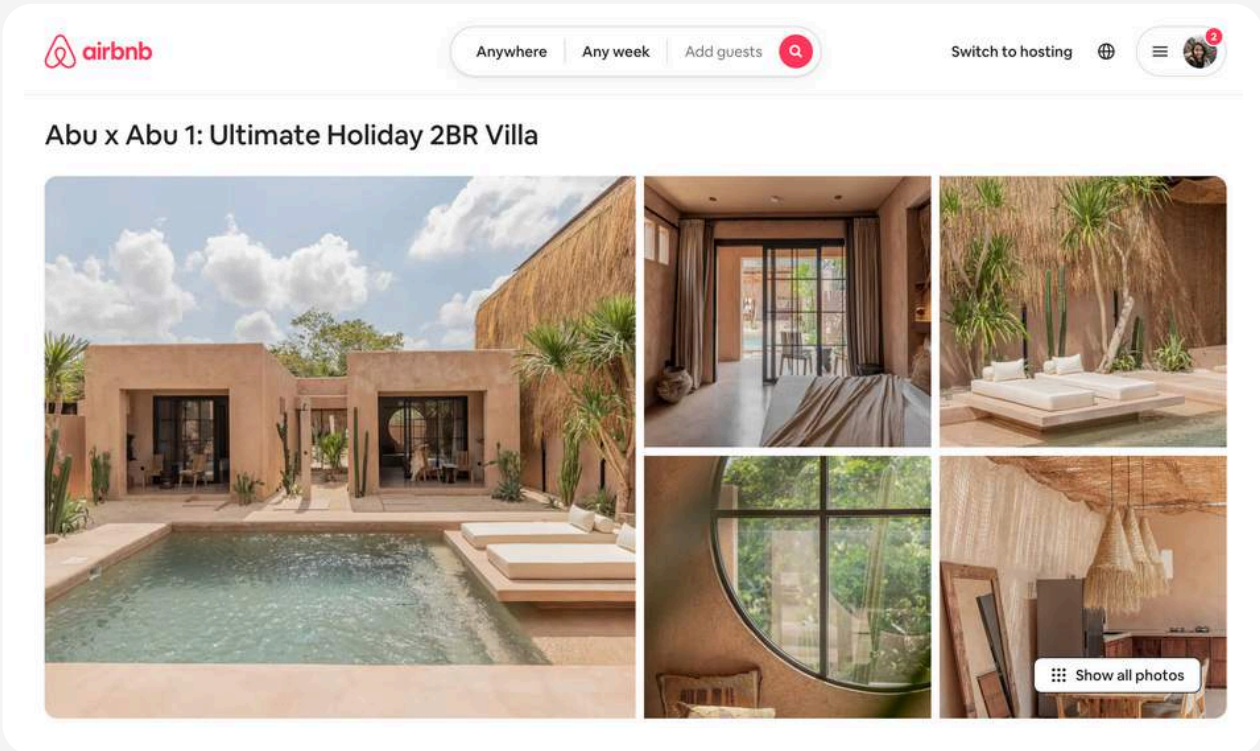 airbnb
Anywhere
Any week
Add guests
Switch to hosting
2
Abu x Abu 1: Ultimate Holiday 2BR Villa
Show all photos